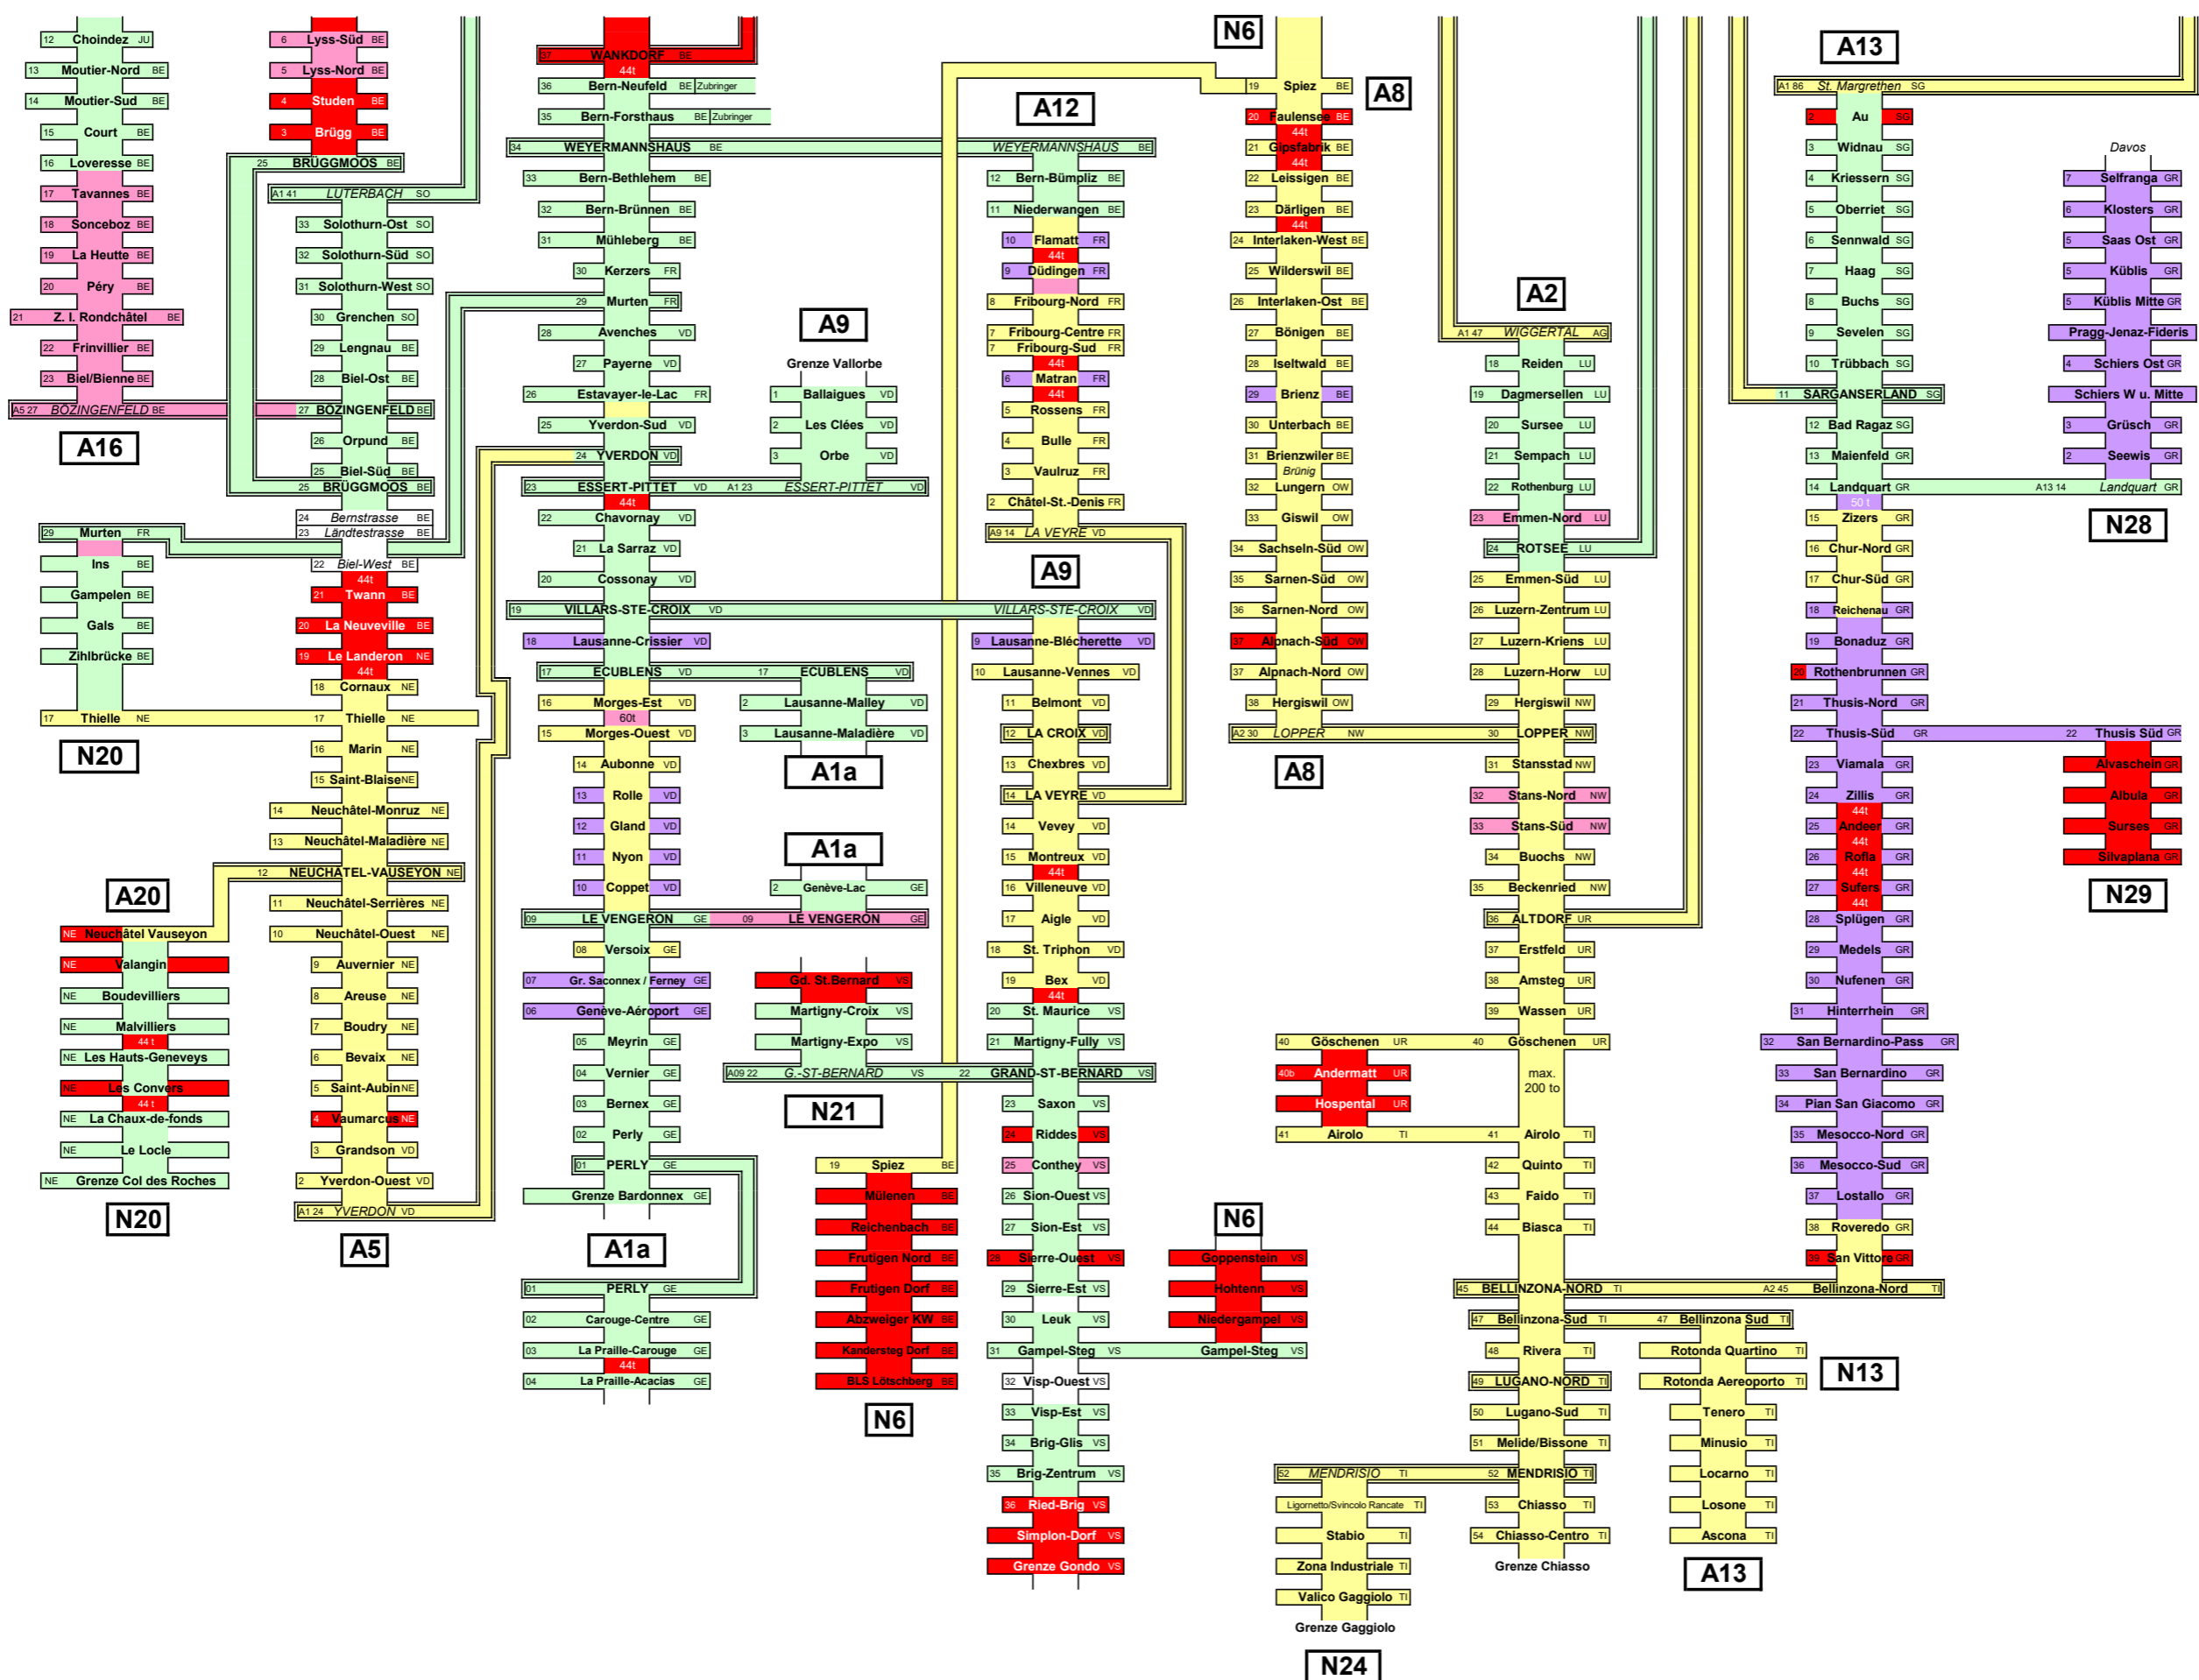 12 Choindez JU
13 Moutier-Nord BE
14 Moutier-Sud BE
15 Court BE
16 Loveresse BE
17 Tavannes BE
18 Sonceboz BE
19 La Heutte BE
20 Péry BE
21 Z. I. Rondchâtel BE
22 Frinvillier BE
23 Biel/Bienne BE
A5 27 BÖZINGENFELD BE
A16
29 Murten FR
Ins BE
Gampelen BE
Gals BE
Zihlbrücke BE
17 Thielle NE
N20
A20
NE Neuchâtel Vauseyon
NE Valangin
NE Boudevilliers
NE Malvilliers
44 t
NE Les Hauts-Geneveys
NE Les Convers
44 t
NE La Chaux-de-fonds
NE Le Locle
NE Grenze Col des Roches
N20
6 Lyss-Süd BE
5 Lyss-Nord BE
4 Studen BE
3 Brügg BE
25 BRÜGGMOOS BE
A1 41 LUTERBACH SO
33 Solothurn-Ost SO
32 Solothurn-Süd SO
31 Solothurn-West SO
30 Grenchen SO
29 Lengnau BE
28 Biel-Ost BE
27 BÖZINGENFELD BE
26 Orpund BE
25 Biel-Süd BE
25 BRÜGGMOOS BE
24 Bernstrasse BE
23 Ländtestrasse BE
22 Biel-West BE
44t
21 Twann BE
20 La Neuveville BE
19 Le Landeron NE
44t
18 Cornaux NE
17 Thielle NE
16 Marin NE
15 Saint-Blaise NE
14 Neuchâtel-Monruz NE
13 Neuchâtel-Maladière NE
12 NEUCHÂTEL-VAUSEYON NE
11 Neuchâtel-Serrières NE
10 Neuchâtel-Ouest NE
9 Auvernier NE
8 Areuse NE
7 Boudry NE
6 Bevaix NE
5 Saint-Aubin NE
4 Vaumarcus NE
3 Grandson VD
2 Yverdon-Ouest VD
A1 24 YVERDON VD
A5
37 WANKDORF BE
44t
36 Bern-Neufeld BE Zubringer
35 Bern-Forsthaus BE Zubringer
34 WEYERMANNSHAUS BE
33 Bern-Bethlehem BE
32 Bern-Brünnen BE
31 Mühleberg BE
30 Kerzers FR
29 Murten FR
28 Avenches VD
27 Payerne VD
26 Estavayer-le-Lac FR
25 Yverdon-Sud VD
24 YVERDON VD
23 ESSERT-PITTET VD
44t
22 Chavornay VD
21 La Sarraz VD
20 Cossonay VD
19 VILLARS-STE-CROIX VD
18 Lausanne-Crissier VD
17 ECUBLENS VD
16 Morges-Est VD
60t
15 Morges-Ouest VD
14 Aubonne VD
13 Rolle VD
12 Gland VD
11 Nyon VD
10 Coppet VD
09 LE VENGERON GE
08 Versoix GE
07 Gr. Saconnex / Ferney GE
06 Genève-Aéroport GE
05 Meyrin GE
04 Vernier GE
03 Bernex GE
02 Perly GE
01 PERLY GE
Grenze Bardonnex GE
A1a
01 PERLY GE
02 Carouge-Centre GE
03 La Praille-Carouge GE
44t
04 La Praille-Acacias GE
A9
Grenze Vallorbe
1 Ballaigues VD
2 Les Clées VD
3 Orbe VD
A1 23 ESSERT-PITTET VD
17 ECUBLENS VD
2 Lausanne-Malley VD
3 Lausanne-Maladière VD
A1a
A1a
2 Genève-Lac GE
09 LE VENGERON GE
Gd. St.Bernard VS
Martigny-Croix VS
Martigny-Expo VS
A09 22 G.-ST-BERNARD VS
N21
19 Spiez BE
Mülenen BE
Reichenbach BE
Frutigen Nord BE
Frutigen Dorf BE
Abzweiger KW BE
Kandersteg Dorf BE
BLS Lötschberg BE
N6
A12
WEYERMANNSHAUS BE
12 Bern-Bümpliz BE
11 Niederwangen BE
10 Flamatt FR
44t
9 Düdingen FR
8 Fribourg-Nord FR
7 Fribourg-Centre FR
7 Fribourg-Sud FR
44t
6 Matran FR
44t
5 Rossens FR
4 Bulle FR
3 Vaulruz FR
2 Châtel-St.-Denis FR
A9 14 LA VEYRE VD
A9
VILLARS-STE-CROIX VD
9 Lausanne-Blécherette VD
10 Lausanne-Vennes VD
11 Belmont VD
12 LA CROIX VD
13 Chexbres VD
14 LA VEYRE VD
14 Vevey VD
15 Montreux VD
44t
16 Villeneuve VD
17 Aigle VD
18 St. Triphon VD
19 Bex VD
44t
20 St. Maurice VS
21 Martigny-Fully VS
22 GRAND-ST-BERNARD VS
23 Saxon VS
24 Riddes VS
25 Conthey VS
26 Sion-Ouest VS
27 Sion-Est VS
28 Sierre-Ouest VS
29 Sierre-Est VS
30 Leuk VS
31 Gampel-Steg VS
32 Visp-Ouest VS
33 Visp-Est VS
34 Brig-Glis VS
35 Brig-Zentrum VS
36 Ried-Brig VS
Simplon-Dorf VS
Grenze Gondo VS
N6
19 Spiez BE
A8
20 Faulensee BE
44t
21 Gipsfabrik BE
44t
22 Leissigen BE
23 Därligen BE
44t
24 Interlaken-West BE
25 Wilderswil BE
26 Interlaken-Ost BE
27 Bönigen BE
28 Iseltwald BE
29 Brienz BE
30 Unterbach BE
31 Brienzwiler BE
Brünig
32 Lungern OW
33 Giswil OW
34 Sachseln-Süd OW
35 Sarnen-Süd OW
36 Sarnen-Nord OW
37 Alpnach-Süd OW
37 Alpnach-Nord OW
38 Hergiswil OW
A2 30 LOPPER NW
A8
40 Göschenen UR
40b Andermatt UR
Hospental UR
41 Airolo TI
N6
Goppenstein VS
Hohtenn VS
Niedergampel VS
Gampel-Steg VS
52 MENDRISIO TI
Ligornetto/Svincolo Rancate TI
Stabio TI
Zona Industriale TI
Valico Gaggiolo TI
Grenze Gaggiolo
N24
A2
A1 47 WIGGERTAL AG
18 Reiden LU
19 Dagmersellen LU
20 Sursee LU
21 Sempach LU
22 Rothenburg LU
23 Emmen-Nord LU
24 ROTSEE LU
25 Emmen-Süd LU
26 Luzern-Zentrum LU
27 Luzern-Kriens LU
28 Luzern-Horw LU
29 Hergiswil NW
30 LOPPER NW
31 Stansstad NW
32 Stans-Nord NW
33 Stans-Süd NW
34 Buochs NW
35 Beckenried NW
36 ALTDORF UR
37 Erstfeld UR
38 Amsteg UR
39 Wassen UR
40 Göschenen UR
max.
200 to
41 Airolo TI
42 Quinto TI
43 Faido TI
44 Biasca TI
45 BELLINZONA-NORD TI
47 Bellinzona-Sud TI
48 Rivera TI
49 LUGANO-NORD TI
50 Lugano-Sud TI
51 Melide/Bissone TI
52 MENDRISIO TI
53 Chiasso TI
54 Chiasso-Centro TI
Grenze Chiasso
A13
A1 86 St. Margrethen SG
2 Au SG
3 Widnau SG
4 Kriessern SG
5 Oberriet SG
6 Sennwald SG
7 Haag SG
8 Buchs SG
9 Sevelen SG
10 Trübbach SG
11 SARGANSERLAND SG
12 Bad Ragaz SG
13 Maienfeld GR
14 Landquart GR
50 t
15 Zizers GR
16 Chur-Nord GR
17 Chur-Süd GR
18 Reichenau GR
19 Bonaduz GR
20 Rothenbrunnen GR
21 Thusis-Nord GR
22 Thusis-Süd GR
23 Viamala GR
24 Zillis GR
44t
25 Andeer GR
44t
26 Rofla GR
44t
27 Sufers GR
44t
28 Splügen GR
29 Medels GR
30 Nufenen GR
31 Hinterrhein GR
32 San Bernardino-Pass GR
33 San Bernardino GR
34 Pian San Giacomo GR
35 Mesocco-Nord GR
36 Mesocco-Sud GR
37 Lostallo GR
38 Roveredo GR
39 San Vittore GR
A2 45 Bellinzona-Nord TI
47 Bellinzona Sud TI
Rotonda Quartino TI
Rotonda Aereoporto TI
N13
Tenero TI
Minusio TI
Locarno TI
Losone TI
Ascona TI
A13
Davos
7 Selfranga GR
6 Klosters GR
5 Saas Ost GR
5 Küblis GR
5 Küblis Mitte GR
Pragg-Jenaz-Fideris
4 Schiers Ost GR
Schiers W u. Mitte
3 Grüsch GR
2 Seewis GR
A13 14 Landquart GR
N28
22 Thusis Süd GR
Alvaschein GR
Albula GR
Surses GR
Silvaplana GR
N29